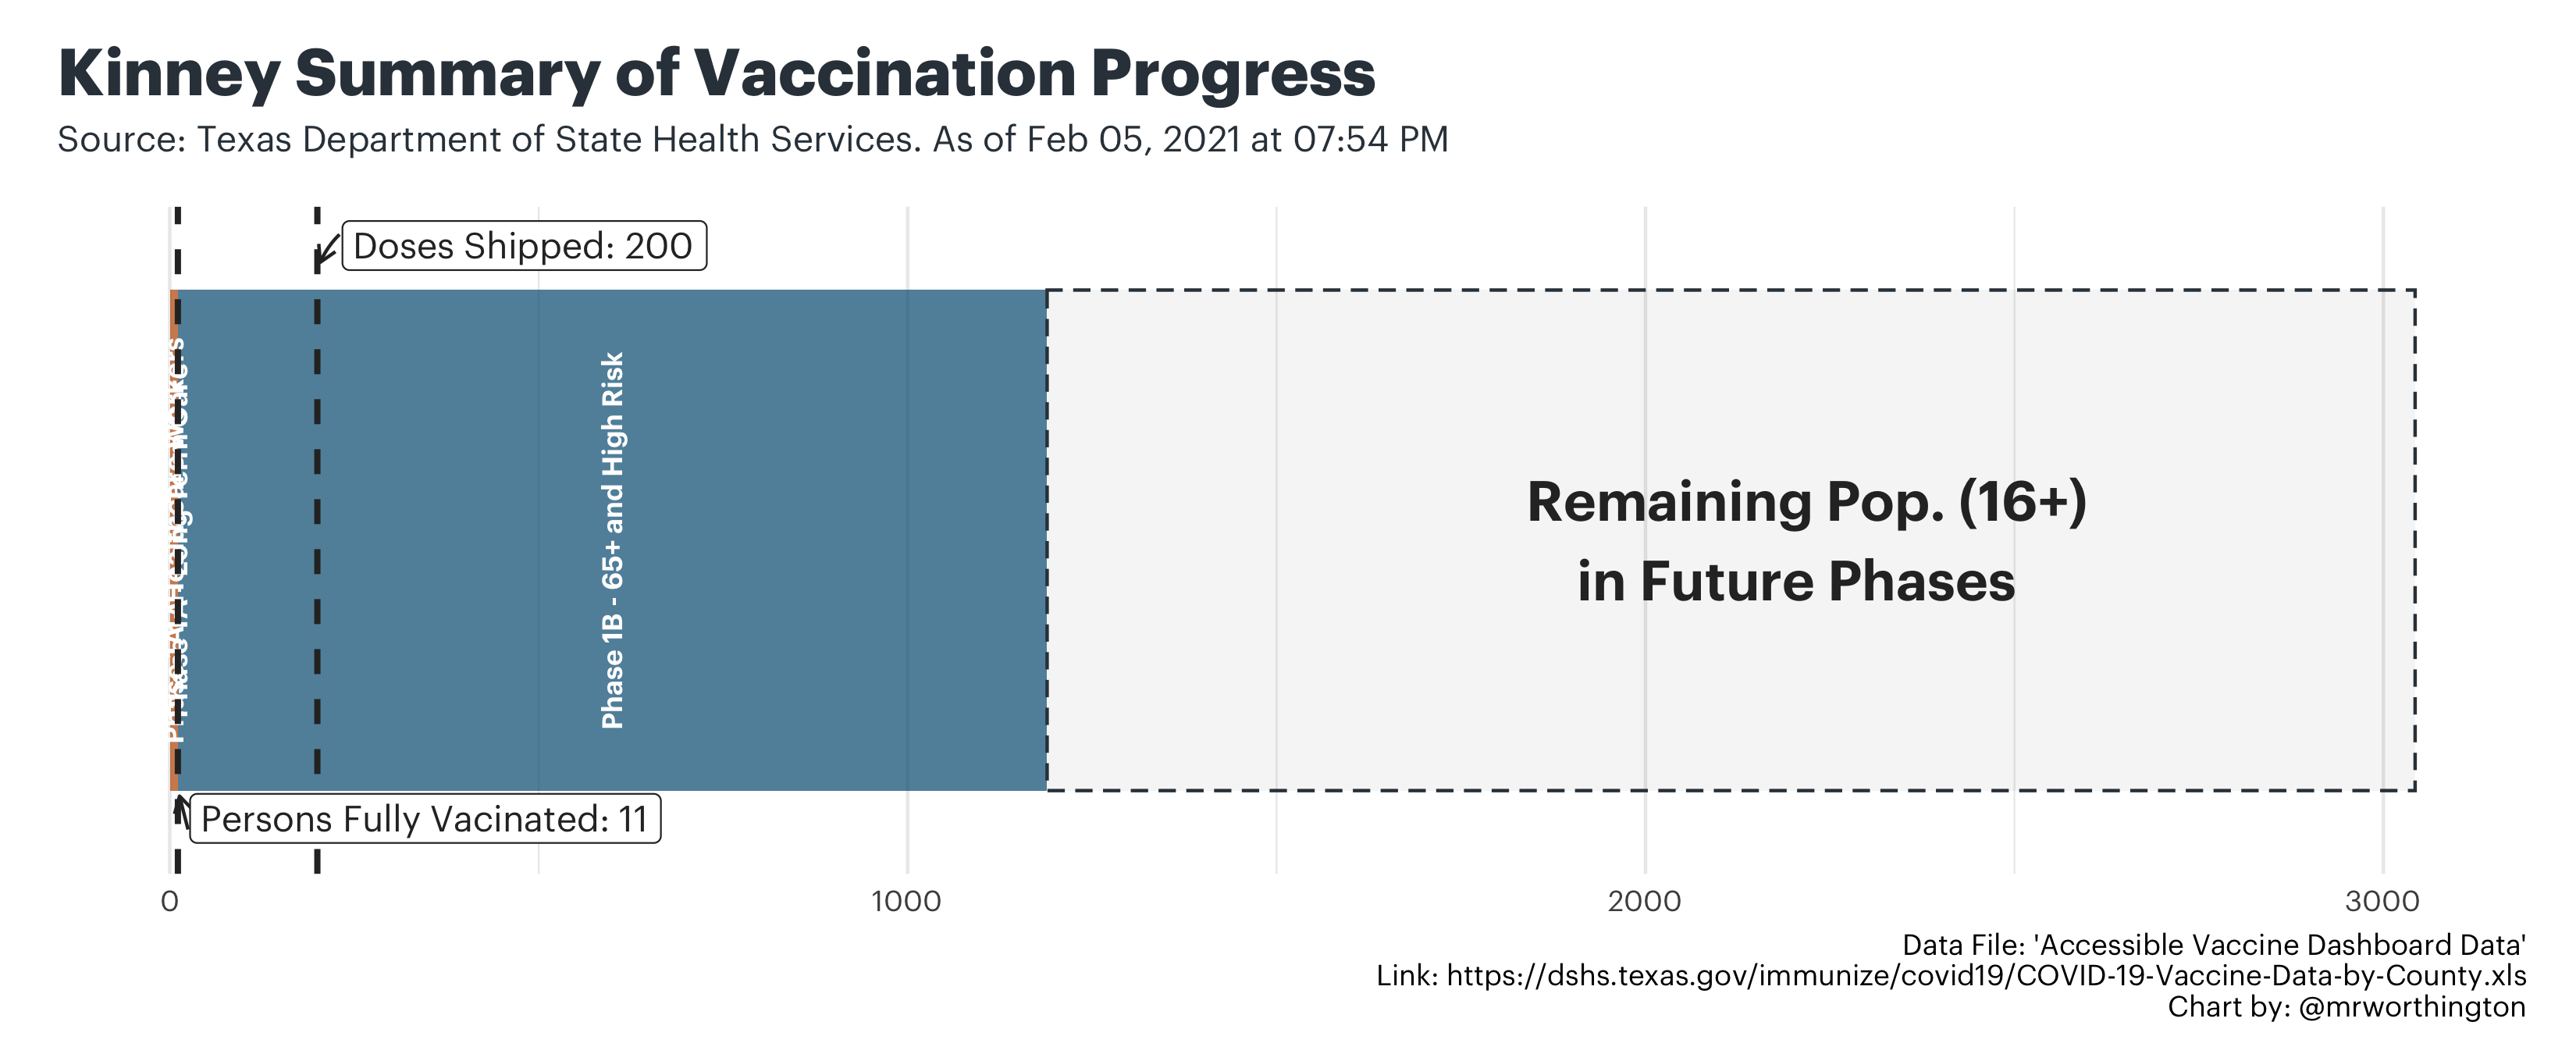 Kinney Summary of Vaccination Progress
Source: Texas Department of State Health Services. As of Feb 05, 2021 at 07:54 PM
Doses Shipped: 200
Phase 1B - 65+ and High Risk
Remaining Pop. (16+)
in Future Phases
Persons Fully Vacinated: 11
0 1000 2000 3000
Data File: 'Accessible Vaccine Dashboard Data'
Link: https://dshs.texas.gov/immunize/covid19/COVID-19-Vaccine-Data-by-County.xls
Chart by: @mrworthington